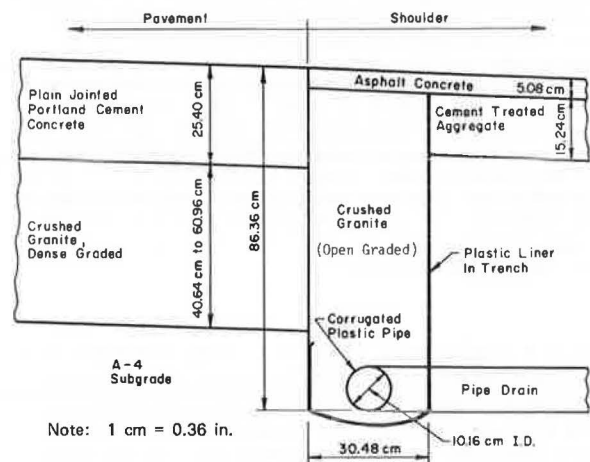 Pavement
Shoulder
Asphalt Concrete
5.08 cm
Plain Jointed
Portland Cement
Concrete
25.40 cm
Cement Treated
Aggregate
15.24 cm
86.36 cm
Crushed
Granite,
Dense Graded
40.64 cm to 60.96 cm
Crushed
Granite
(Open Graded)
Plastic Liner
In Trench
Corrugated
Plastic Pipe
A-4
Subgrade
Pipe Drain
Note: 1 cm = 0.36 in.
10.16 cm I.D.
30.48 cm